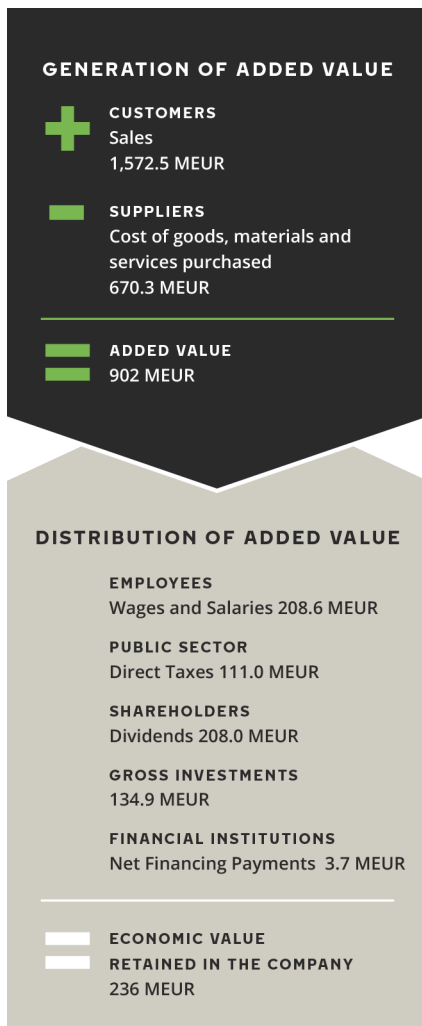 GENERATION OF ADDED VALUE
CUSTOMERS
Sales
1,572.5 MEUR
SUPPLIERS
Cost of goods, materials and
services purchased
670.3 MEUR
ADDED VALUE
902 MEUR
DISTRIBUTION OF ADDED VALUE
EMPLOYEES
Wages and Salaries 208.6 MEUR
PUBLIC SECTOR
Direct Taxes 111.0 MEUR
SHAREHOLDERS
Dividends 208.0 MEUR
GROSS INVESTMENTS
134.9 MEUR
FINANCIAL INSTITUTIONS
Net Financing Payments 3.7 MEUR
ECONOMIC VALUE
RETAINED IN THE COMPANY
236 MEUR